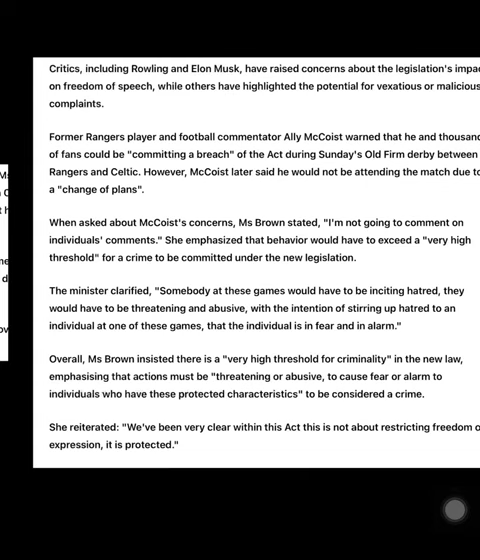 Critics, including Rowling and Elon Musk, have raised concerns about the legislation's
on freedom of speech, while others have highlighted the potential for vexatious or malicious
complaints.
Former Rangers player and football commentator Ally McCoist warned that he and
of fans could be "committing a breach" of the Act during Sunday's Old Firm derby between
Rangers and Celtic. However, McCoist later said he would not be attending the match due
a "change of plans".
When asked about McCoist's concerns, Ms Brown stated, "I'm not going to comment on
individuals' comments." She emphasized that behavior would have to exceed a "very high
threshold" for a crime to be committed under the new legislation.
The minister clarified, "Somebody at these games would have to be inciting hatred, they
would have to be threatening and abusive, with the intention of stirring up hatred to an
individual at one of these games, that the individual is in fear and in alarm."
Overall, Ms Brown insisted there is a "very high threshold for criminality" in the new law,
emphasising that actions must be "threatening or abusive, to cause fear or alarm to
individuals who have these protected characteristics" to be considered a crime.
She reiterated: "We've been very clear within this Act this is not about restricting freedom
expression, it is protected."